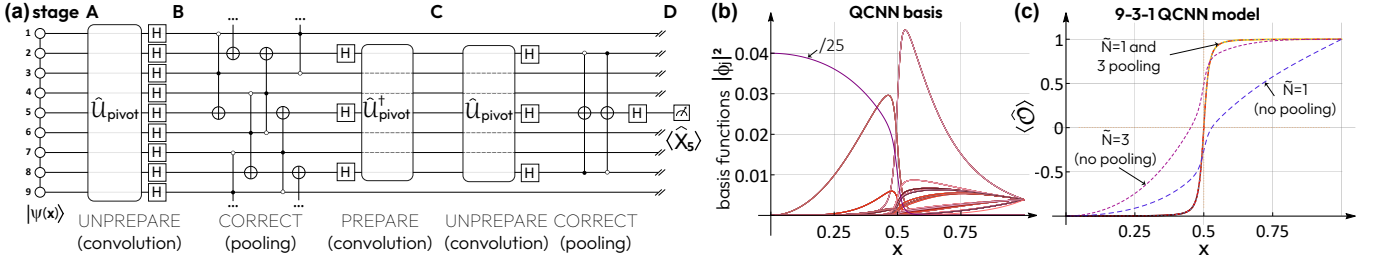 (a) stage A B C D
1
2
3
4
5
6
7
8
9
|ψ(x)⟩
Û_pivot
H
H
H
H
H
H
H
H
H
...
...
...
...
H
H
H
Û†_pivot
Û_pivot
H
H
H
H
⟨X̂₅⟩
UNPREPARE
(convolution)
CORRECT
(pooling)
PREPARE
(convolution)
UNPREPARE
(convolution)
CORRECT
(pooling)
(b) QCNN basis
basis functions |ϕⱼ|²
0.04
0.03
0.02
0.01
0
/25
0.25 0.5 0.75
x
(c) 9-3-1 QCNN model
⟨Ô⟩
1
0.5
0
-0.5
Ñ=1 and
3 pooling
Ñ=1
(no pooling)
Ñ=3
(no pooling)
0.25 0.5 0.75
x